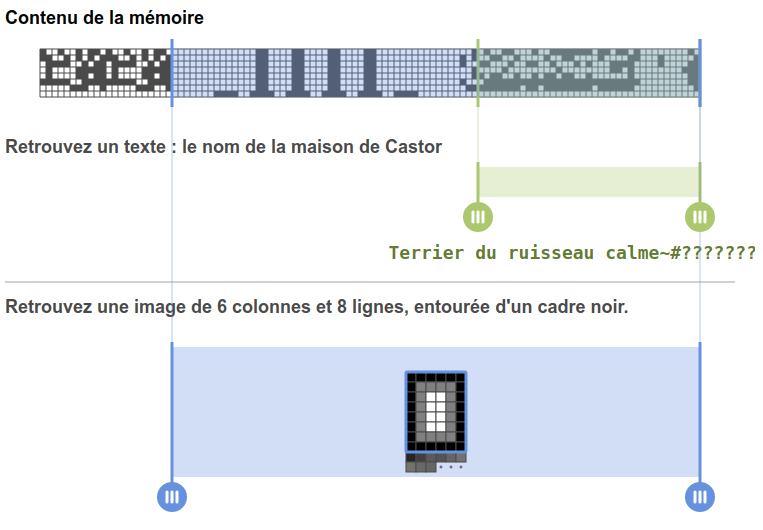 Contenu de la mémoire
Retrouvez un texte : le nom de la maison de Castor
Terrier du ruisseau calme~#???????
Retrouvez une image de 6 colonnes et 8 lignes, entourée d'un cadre noir.